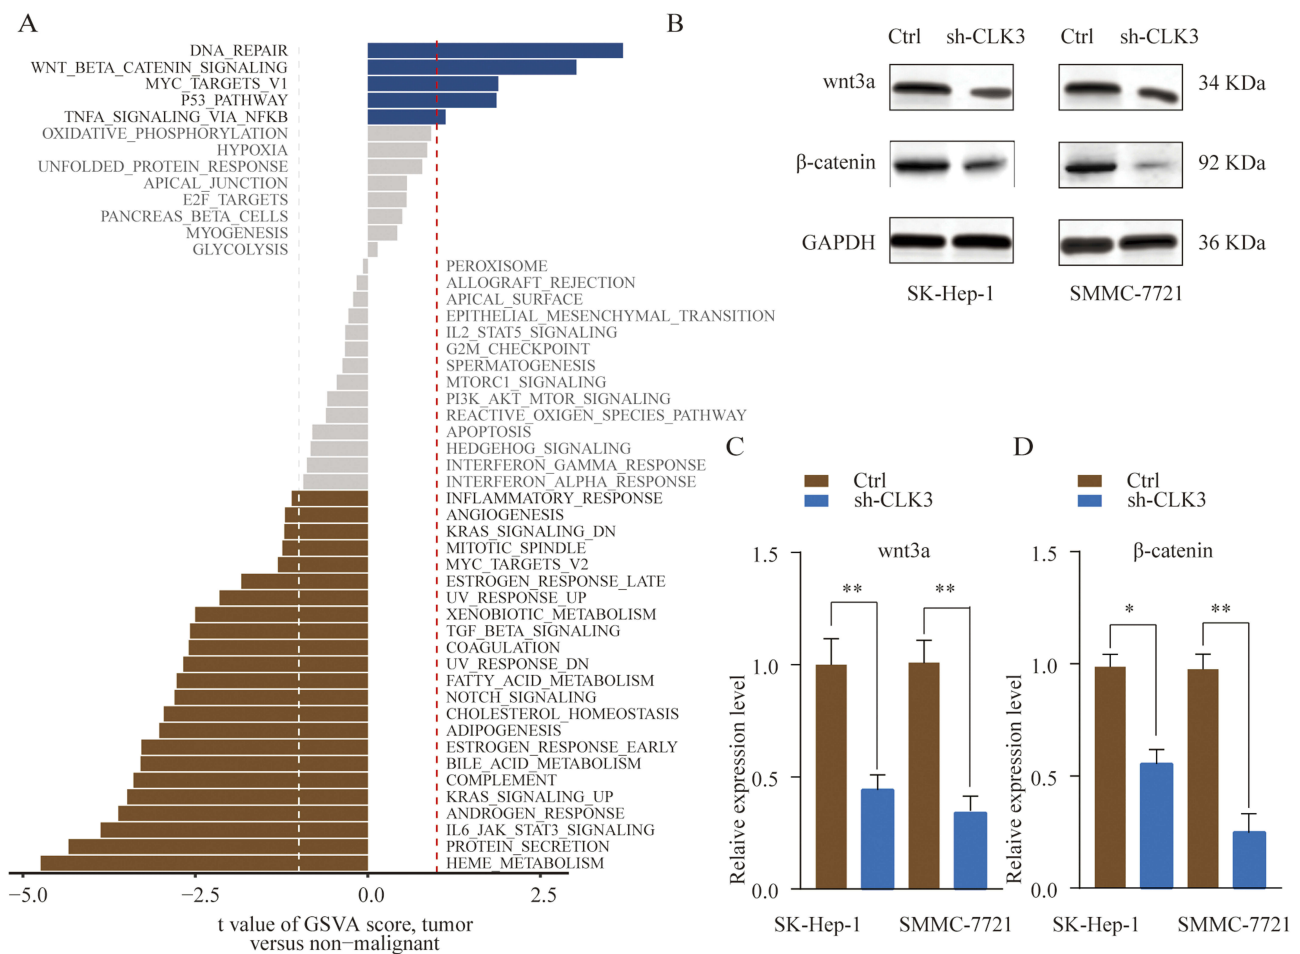 A
DNA_REPAIR
WNT_BETA_CATENIN_SIGNALING
MYC_TARGETS_V1
P53_PATHWAY
TNFA_SIGNALING_VIA_NFKB
OXIDATIVE_PHOSPHORYLATION
HYPOXIA
UNFOLDED_PROTEIN_RESPONSE
APICAL_JUNCTION
E2F_TARGETS
PANCREAS_BETA_CELLS
MYOGENESIS
GLYCOLYSIS
PEROXISOME
ALLOGRAFT_REJECTION
APICAL_SURFACE
EPITHELIAL_MESENCHYMAL_TRANSITION
IL2_STAT5_SIGNALING
G2M_CHECKPOINT
SPERMATOGENESIS
MTORC1_SIGNALING
PI3K_AKT_MTOR_SIGNALING
REACTIVE_OXIGEN_SPECIES_PATHWAY
APOPTOSIS
HEDGEHOG_SIGNALING
INTERFERON_GAMMA_RESPONSE
INTERFERON_ALPHA_RESPONSE
INFLAMMATORY_RESPONSE
ANGIOGENESIS
KRAS_SIGNALING_DN
MITOTIC_SPINDLE
MYC_TARGETS_V2
ESTROGEN_RESPONSE_LATE
UV_RESPONSE_UP
XENOBIOTIC_METABOLISM
TGF_BETA_SIGNALING
COAGULATION
UV_RESPONSE_DN
FATTY_ACID_METABOLISM
NOTCH_SIGNALING
CHOLESTEROL_HOMEOSTASIS
ADIPOGENESIS
ESTROGEN_RESPONSE_EARLY
BILE_ACID_METABOLISM
COMPLEMENT
KRAS_SIGNALING_UP
ANDROGEN_RESPONSE
IL6_JAK_STAT3_SIGNALING
PROTEIN_SECRETION
HEME_METABOLISM
−5.0 −2.5 0.0 2.5
t value of GSVA score, tumor
versus non−malignant
B
Ctrl sh-CLK3 Ctrl sh-CLK3
wnt3a 34 KDa
β-catenin 92 KDa
GAPDH 36 KDa
SK-Hep-1 SMMC-7721
C
Ctrl
sh-CLK3
wnt3a
1.5
1.0
0.5
0.0
** **
Relaive expression level
SK-Hep-1 SMMC-7721
D
Ctrl
sh-CLK3
β-catenin
1.5
1.0
0.5
0.0
* **
Relaive expression level
SK-Hep-1 SMMC-7721